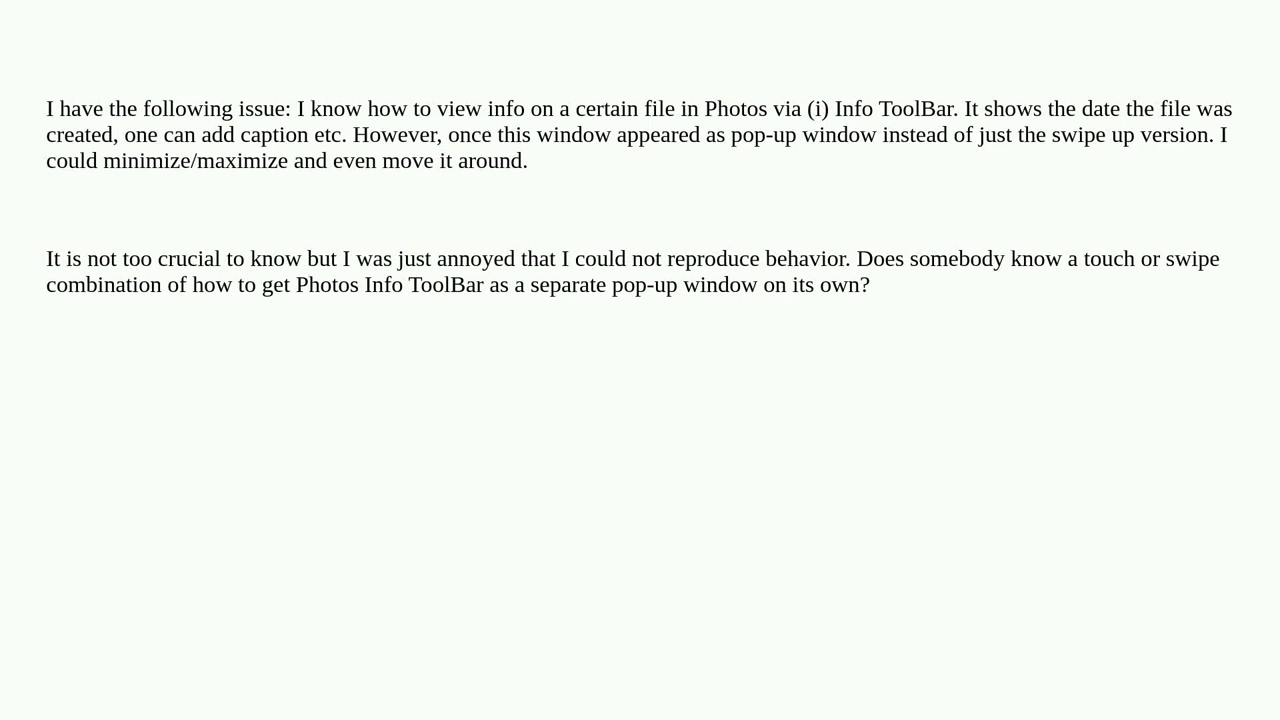 I have the following issue: I know how to view info on a certain file in Photos via (i) Info ToolBar. It shows the date the file was
created, one can add caption etc. However, once this window appeared as pop-up window instead of just the swipe up version. I
could minimize/maximize and even move it around.
It is not too crucial to know but I was just annoyed that I could not reproduce behavior. Does somebody know a touch or swipe
combination of how to get Photos Info ToolBar as a separate pop-up window on its own?